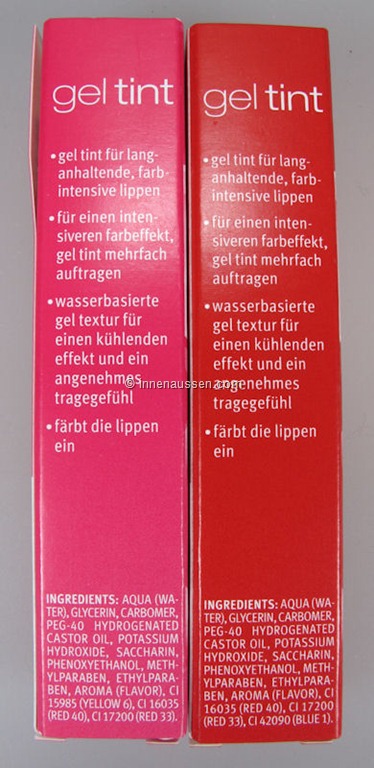 gel tint
• gel tint für lang-
anhaltende, farb-
intensive lippen
• für einen inten-
siveren farbeffekt,
gel tint mehrfach
auftragen
• wasserbasierte
gel textur für
einen kühlenden
effekt und ein
angenehmes
tragegefühl
• färbt die lippen
ein
INGREDIENTS: AQUA (WA-
TER), GLYCERIN, CARBOMER,
PEG-40 HYDROGENATED
CASTOR OIL, POTASSIUM
HYDROXIDE, SACCHARIN,
PHENOXYETHANOL, METH-
YLPARABEN, ETHYLPARA-
BEN, AROMA (FLAVOR), CI
15985 (YELLOW 6), CI 16035
(RED 40), CI 17200 (RED 33).
gel tint
• gel tint für lang-
anhaltende, farb-
intensive lippen
• für einen inten-
siveren farbeffekt,
gel tint mehrfach
auftragen
• wasserbasierte
gel textur für
einen kühlenden
effekt und ein
angenehmes
tragegefühl
• färbt die lippen
ein
INGREDIENTS: AQUA (WA-
TER), GLYCERIN, CARBOMER,
PEG-40 HYDROGENATED
CASTOR OIL, POTASSIUM
HYDROXIDE, SACCHARIN,
PHENOXYETHANOL, METH-
YLPARABEN, ETHYLPARA-
BEN, AROMA (FLAVOR), CI
16035 (RED 40), CI 17200
(RED 33), CI 42090 (BLUE 1).
© innenaussen.com